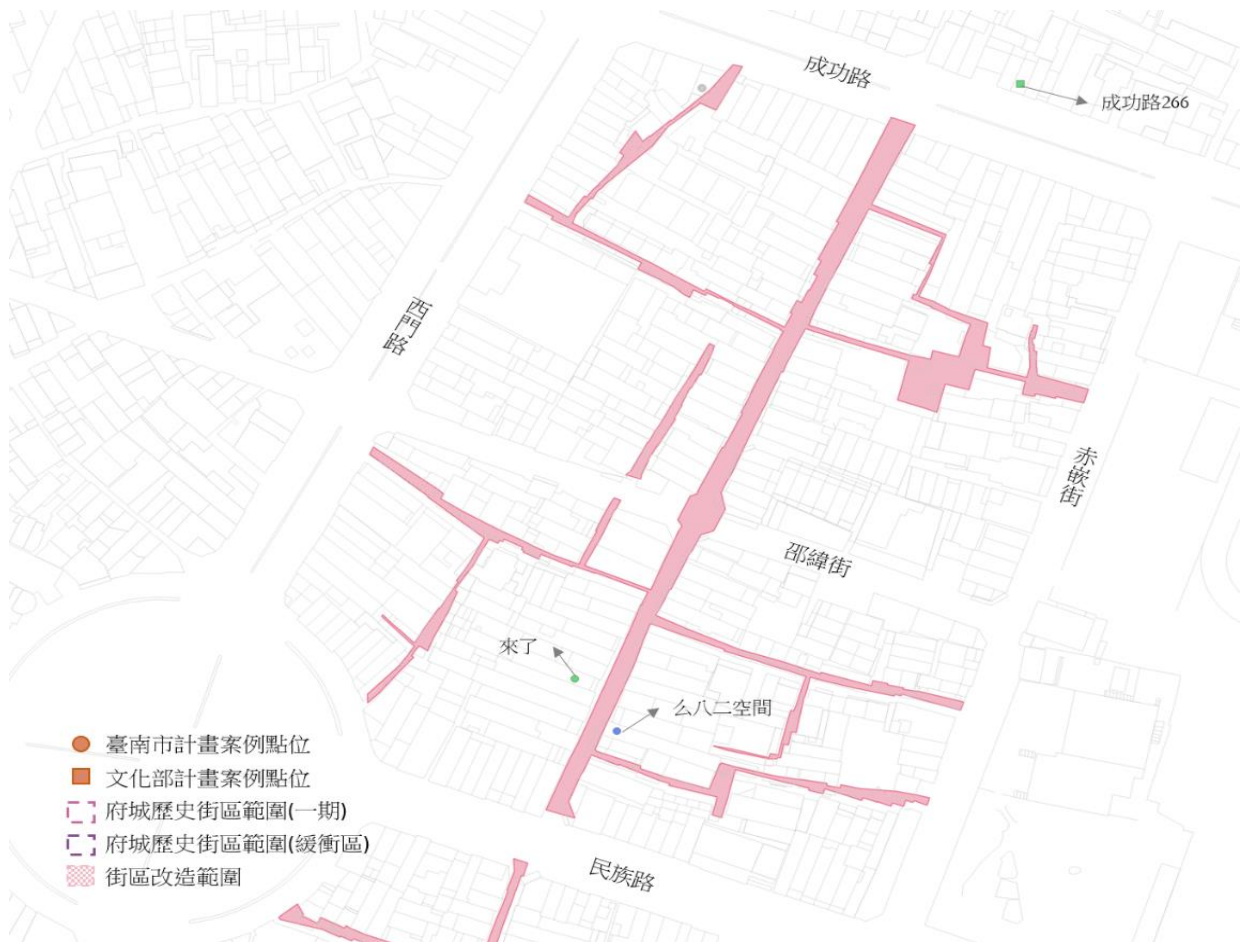 成功路
成功路266
西門路
赤嵌街
邵緯街
來了
么八二空間
臺南市計畫案例點位
文化部計畫案例點位
府城歷史街區範圍(一期)
府城歷史街區範圍(緩衝區)
街區改造範圍
民族路